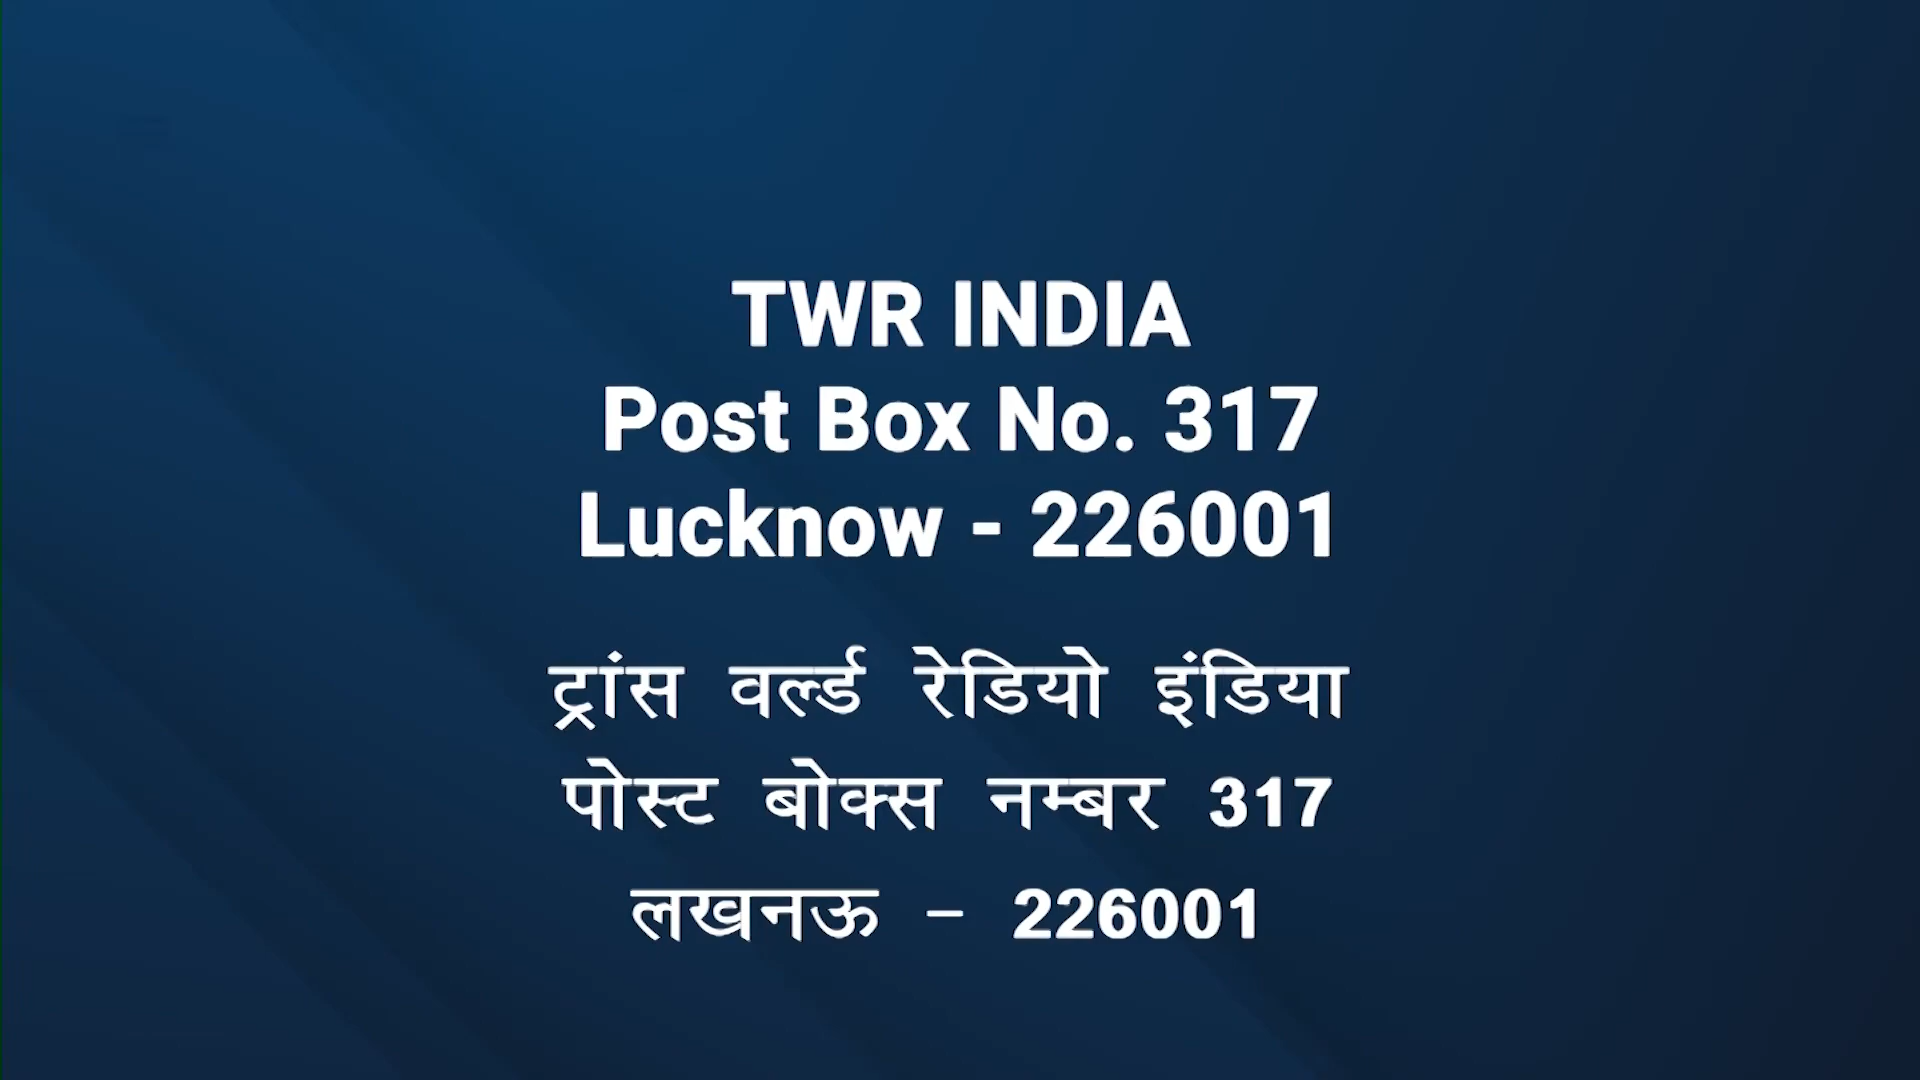 TWR INDIA
Post Box No. 317
Lucknow - 226001
ट्रांस वर्ल्ड रेडियो इंडिया
पोस्ट बोक्स नम्बर 317
लखनऊ - 226001